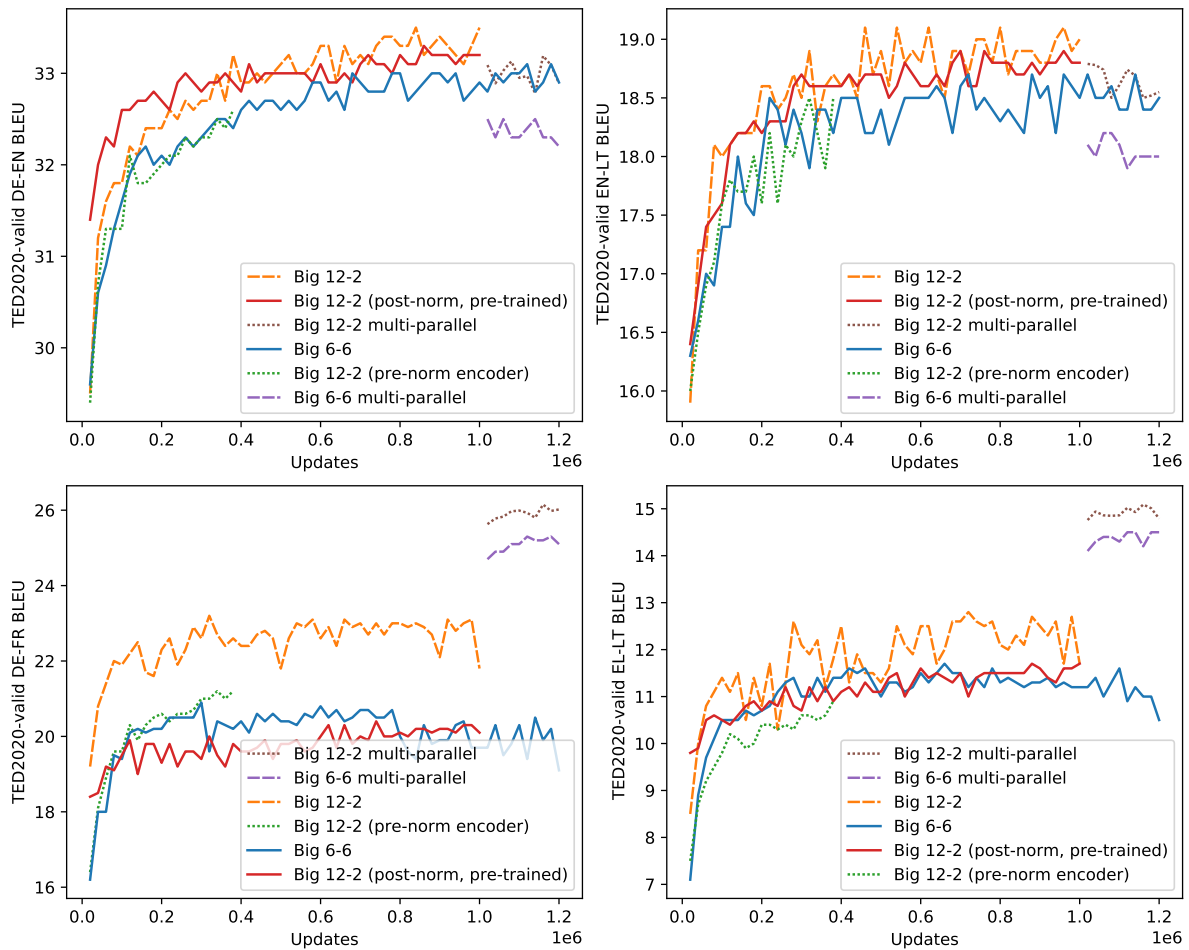 TED2020-valid DE-EN BLEU
33
32
31
30
Big 12-2
Big 12-2 (post-norm, pre-trained)
Big 12-2 multi-parallel
Big 6-6
Big 12-2 (pre-norm encoder)
Big 6-6 multi-parallel
0.0 0.2 0.4 0.6 0.8 1.0 1.2
Updates
1e6
TED2020-valid EN-LT BLEU
19.0
18.5
18.0
17.5
17.0
16.5
16.0
Big 12-2
Big 12-2 (post-norm, pre-trained)
Big 12-2 multi-parallel
Big 6-6
Big 12-2 (pre-norm encoder)
Big 6-6 multi-parallel
0.0 0.2 0.4 0.6 0.8 1.0 1.2
Updates
1e6
TED2020-valid DE-FR BLEU
26
24
22
20
18
16
Big 12-2 multi-parallel
Big 6-6 multi-parallel
Big 12-2
Big 12-2 (pre-norm encoder)
Big 6-6
Big 12-2 (post-norm, pre-trained)
0.0 0.2 0.4 0.6 0.8 1.0 1.2
Updates
1e6
TED2020-valid EL-LT BLEU
15
14
13
12
11
10
9
8
7
Big 12-2 multi-parallel
Big 6-6 multi-parallel
Big 12-2
Big 6-6
Big 12-2 (post-norm, pre-trained)
Big 12-2 (pre-norm encoder)
0.0 0.2 0.4 0.6 0.8 1.0 1.2
Updates
1e6